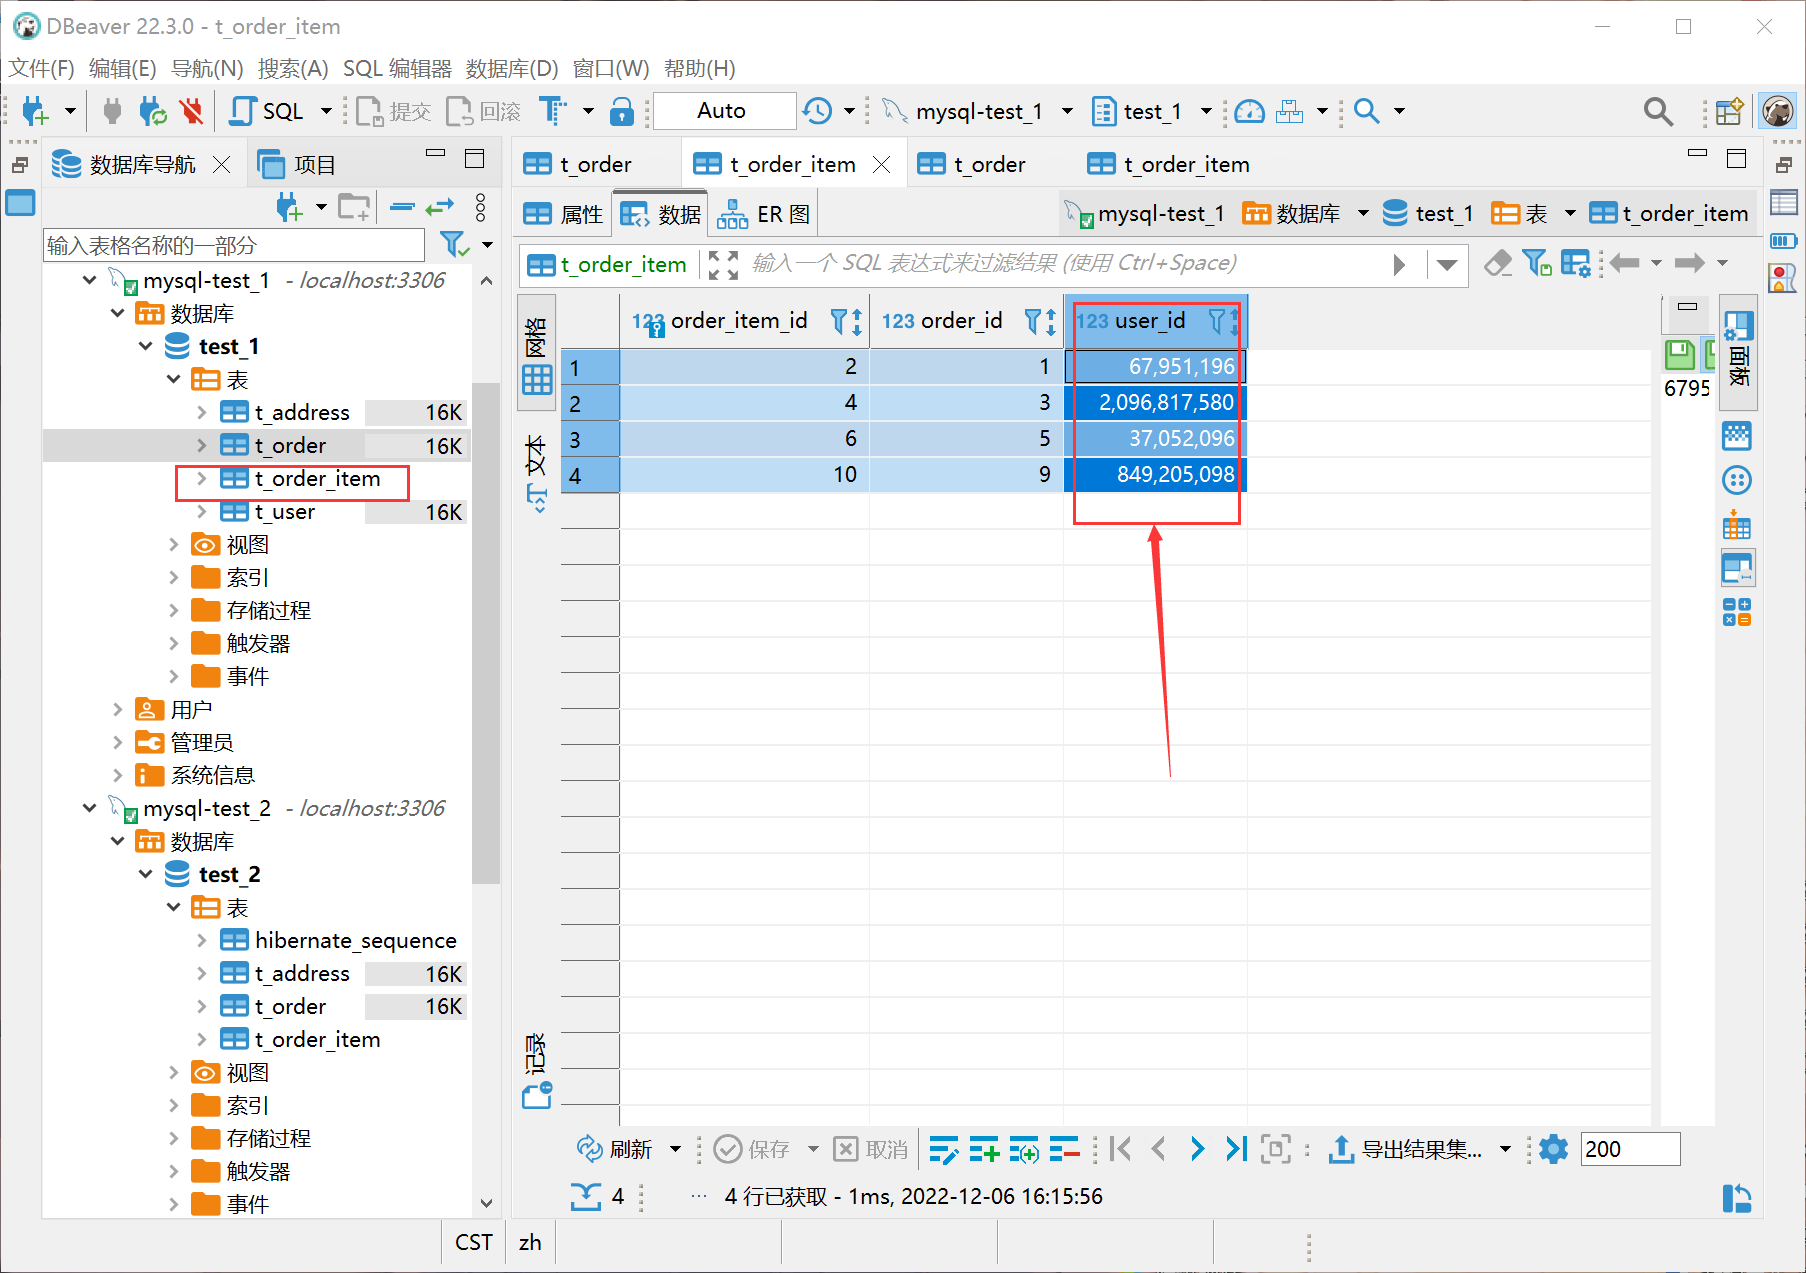 DBeaver 22.3.0 - t_order_item
文件(F) 编辑(E) 导航(N) 搜索(A) SQL 编辑器 数据库(D) 窗口(W) 帮助(H)
SQL 提交 回滚 Auto mysql-test_1 test_1
数据库导航 项目
t_order t_order_item t_order t_order_item
属性 数据 ER 图 mysql-test_1 数据库 test_1 表 t_order_item
输入表格名称的一部分
t_order_item 输入一个 SQL 表达式来过滤结果 (使用 Ctrl+Space)
mysql-test_1 - localhost:3306
数据库
test_1
表
t_address 16K
t_order 16K
t_order_item
t_user 16K
视图
索引
存储过程
触发器
事件
用户
管理员
系统信息
mysql-test_2 - localhost:3306
数据库
test_2
表
hibernate_sequence
t_address 16K
t_order 16K
t_order_item
视图
索引
存储过程
触发器
事件
网格
文本
记录
123 order_item_id 123 order_id 123 user_id
1 2 1 67,951,196
2 4 3 2,096,817,580
3 6 5 37,052,096
4 10 9 849,205,098
6795
面板
刷新 保存 取消 导出结果集... 200
4 ... 4 行已获取 - 1ms, 2022-12-06 16:15:56
CST zh